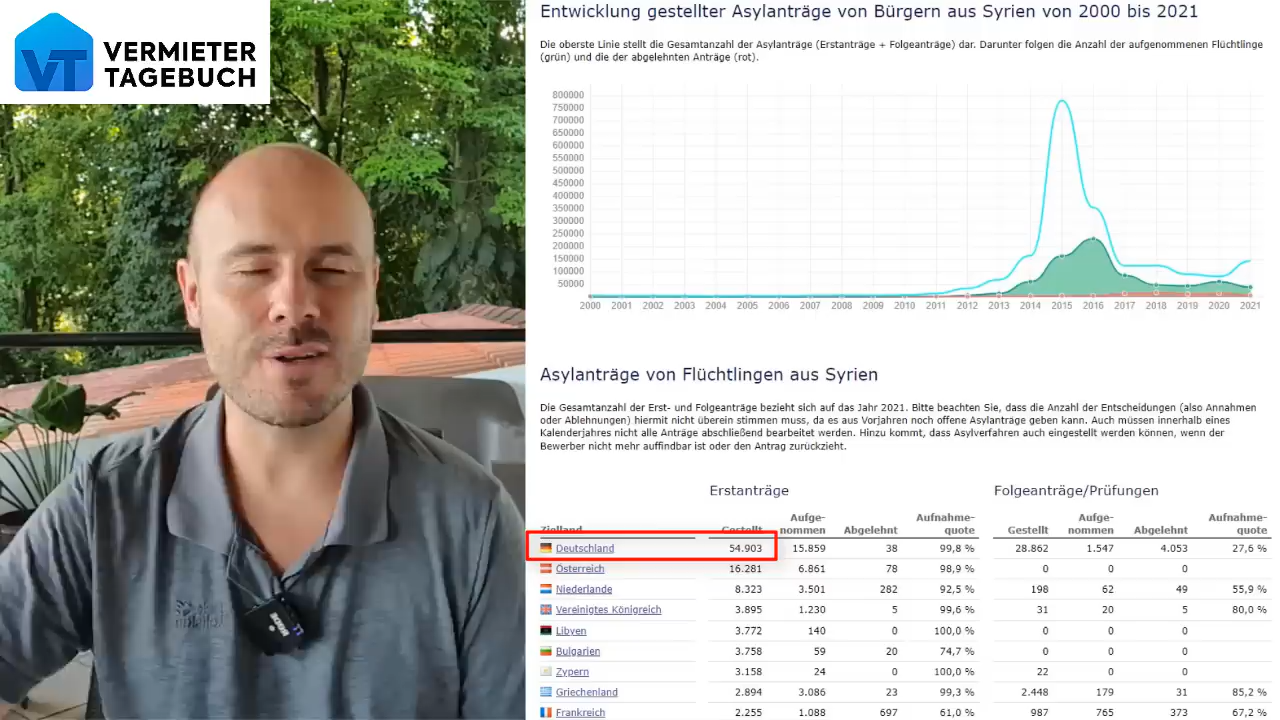 VT VERMIETER
TAGEBUCH
Entwicklung gestellter Asylanträge von Bürgern aus Syrien von 2000 bis 2021
Die oberste Linie stellt die Gesamtanzahl der Asylanträge (Erstanträge + Folgeanträge) dar. Darunter folgen die Anzahl der aufgenommenen Flüchtlinge
(grün) und die der abgelehnten Anträge (rot).
800000
750000
700000
650000
600000
550000
500000
450000
400000
350000
300000
250000
200000
150000
100000
50000
2000 2001 2002 2003 2004 2005 2006 2007 2008 2009 2010 2011 2012 2013 2014 2015 2016 2017 2018 2019 2020 2021
Asylanträge von Flüchtlingen aus Syrien
Die Gesamtanzahl der Erst- und Folgeanträge bezieht sich auf das Jahr 2021. Bitte beachten Sie, dass die Anzahl der Entscheidungen (also Annahmen
oder Ablehnungen) hiermit nicht überein stimmen muss, da es aus Vorjahren noch offene Asylanträge geben kann. Auch müssen innerhalb eines
Kalenderjahres nicht alle Anträge abschließend bearbeitet werden. Hinzu kommt, dass Asylverfahren auch eingestellt werden können, wenn der
Bewerber nicht mehr auffindbar ist oder den Antrag zurückzieht.
Erstanträge Folgeanträge/Prüfungen
Aufge- Aufnahme- Aufge- Aufnahme-
Zielland Gestellt nommen Abgelehnt quote Gestellt nommen Abgelehnt quote
Deutschland 54.903 15.859 38 99,8 % 28.862 1.547 4.053 27,6 %
Österreich 16.281 6.861 78 98,9 % 0 0 0
Niederlande 8.323 3.501 282 92,5 % 198 62 49 55,9 %
Vereinigtes Königreich 3.895 1.230 5 99,6 % 31 20 5 80,0 %
Libyen 3.772 140 0 100,0 % 0 0 0
Bulgarien 3.758 59 20 74,7 % 0 0 0
Zypern 3.158 24 0 100,0 % 22 0 0
Griechenland 2.894 3.086 23 99,3 % 2.448 179 31 85,2 %
Frankreich 2.255 1.088 697 61,0 % 987 765 373 67,2 %